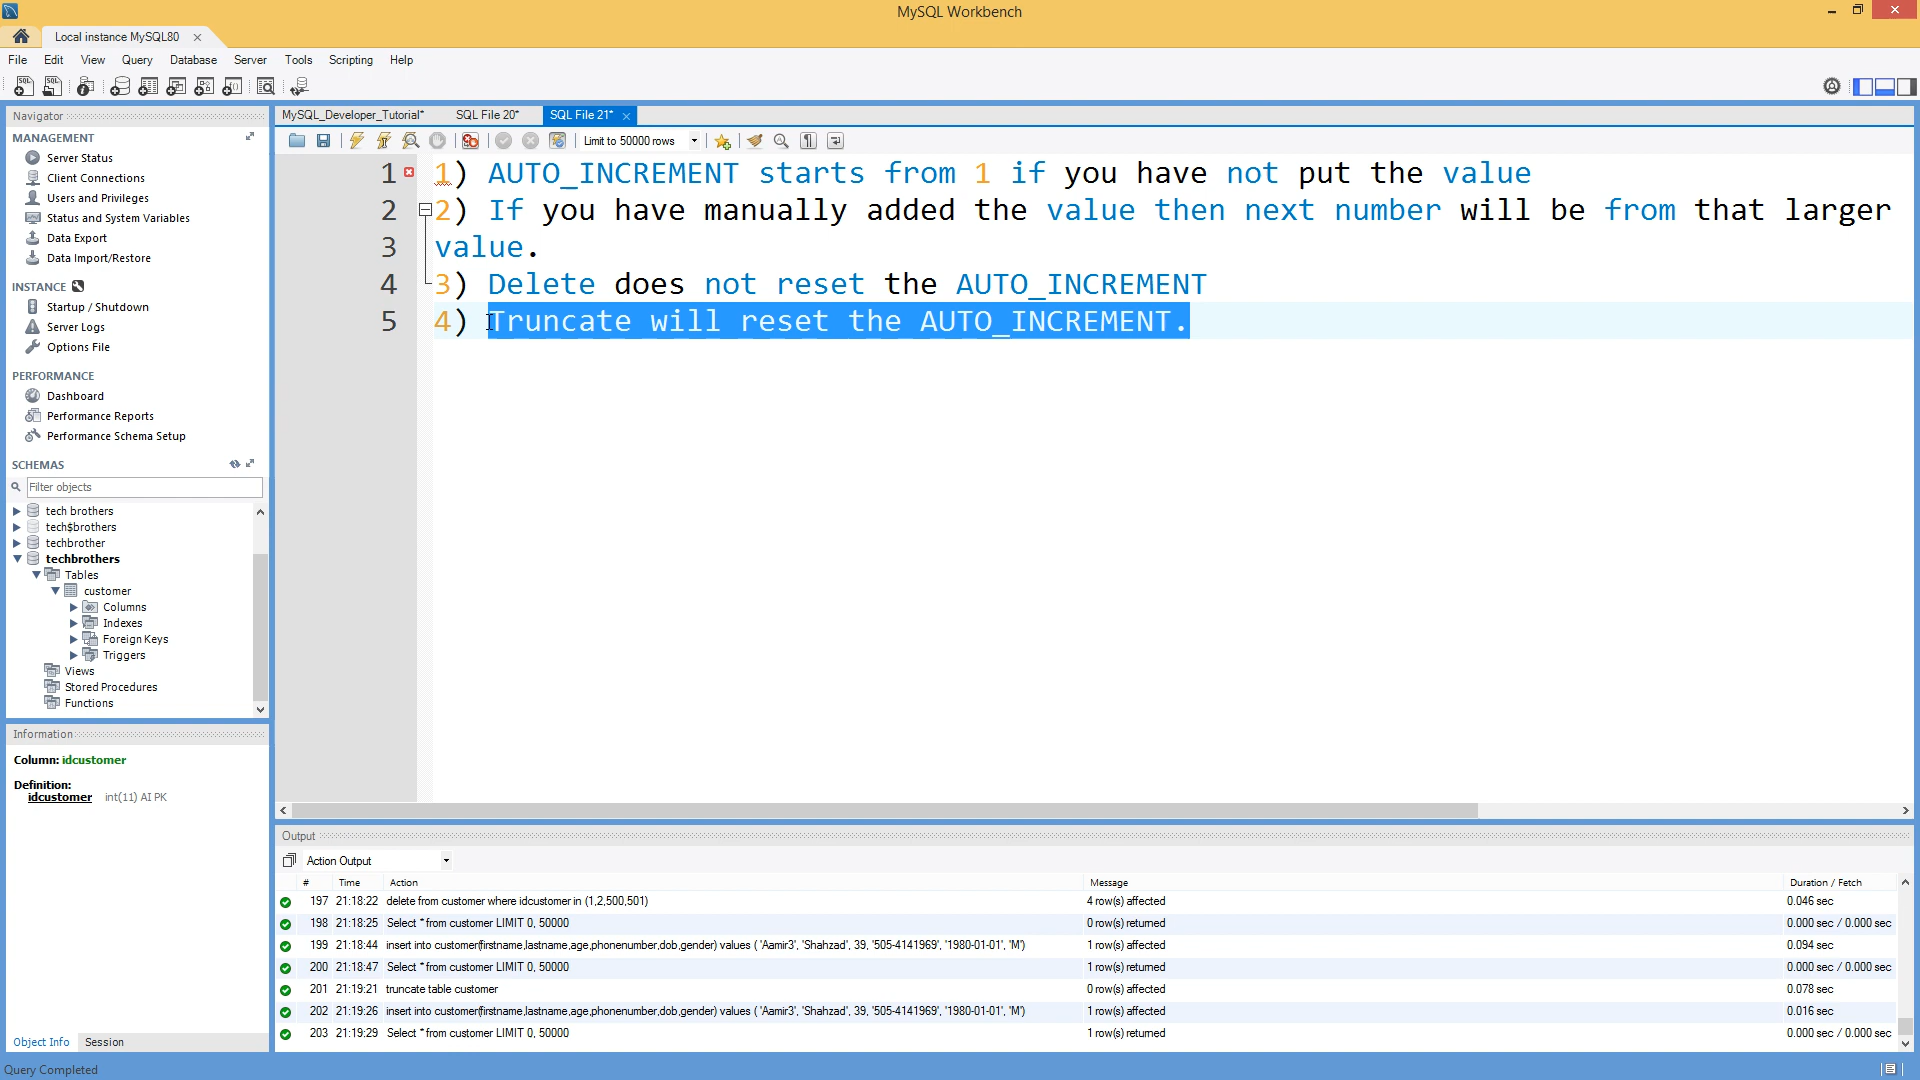 MySQL Workbench
Local instance MySQL80
File Edit View Query Database Server Tools Scripting Help
Navigator
MANAGEMENT
Server Status
Client Connections
Users and Privileges
Status and System Variables
Data Export
Data Import/Restore
INSTANCE
Startup / Shutdown
Server Logs
Options File
PERFORMANCE
Dashboard
Performance Reports
Performance Schema Setup
SCHEMAS
Filter objects
tech brothers
tech$brothers
techbrother
techbrothers
Tables
customer
Columns
Indexes
Foreign Keys
Triggers
Views
Stored Procedures
Functions
Information
Column: idcustomer
Definition:
idcustomer int(11) AI PK
Object Info Session
Query Completed
MySQL_Developer_Tutorial* SQL File 20* SQL File 21*
Limit to 50000 rows
1 1) AUTO_INCREMENT starts from 1 if you have not put the value
2 2) If you have manually added the value then next number will be from that larger
3 value.
4 3) Delete does not reset the AUTO_INCREMENT
5 4) Truncate will reset the AUTO_INCREMENT.
Output
Action Output
# Time Action Message Duration / Fetch
197 21:18:22 delete from customer where idcustomer in (1,2,500,501) 4 row(s) affected 0.046 sec
198 21:18:25 Select * from customer LIMIT 0, 50000 0 row(s) returned 0.000 sec / 0.000 sec
199 21:18:44 insert into customer(firstname,lastname,age,phonenumber,dob,gender) values ( 'Aamir3', 'Shahzad', 39, '505-4141969', '1980-01-01', 'M') 1 row(s) affected 0.094 sec
200 21:18:47 Select * from customer LIMIT 0, 50000 1 row(s) returned 0.000 sec / 0.000 sec
201 21:19:21 truncate table customer 0 row(s) affected 0.078 sec
202 21:19:26 insert into customer(firstname,lastname,age,phonenumber,dob,gender) values ( 'Aamir3', 'Shahzad', 39, '505-4141969', '1980-01-01', 'M') 1 row(s) affected 0.016 sec
203 21:19:29 Select * from customer LIMIT 0, 50000 1 row(s) returned 0.000 sec / 0.000 sec